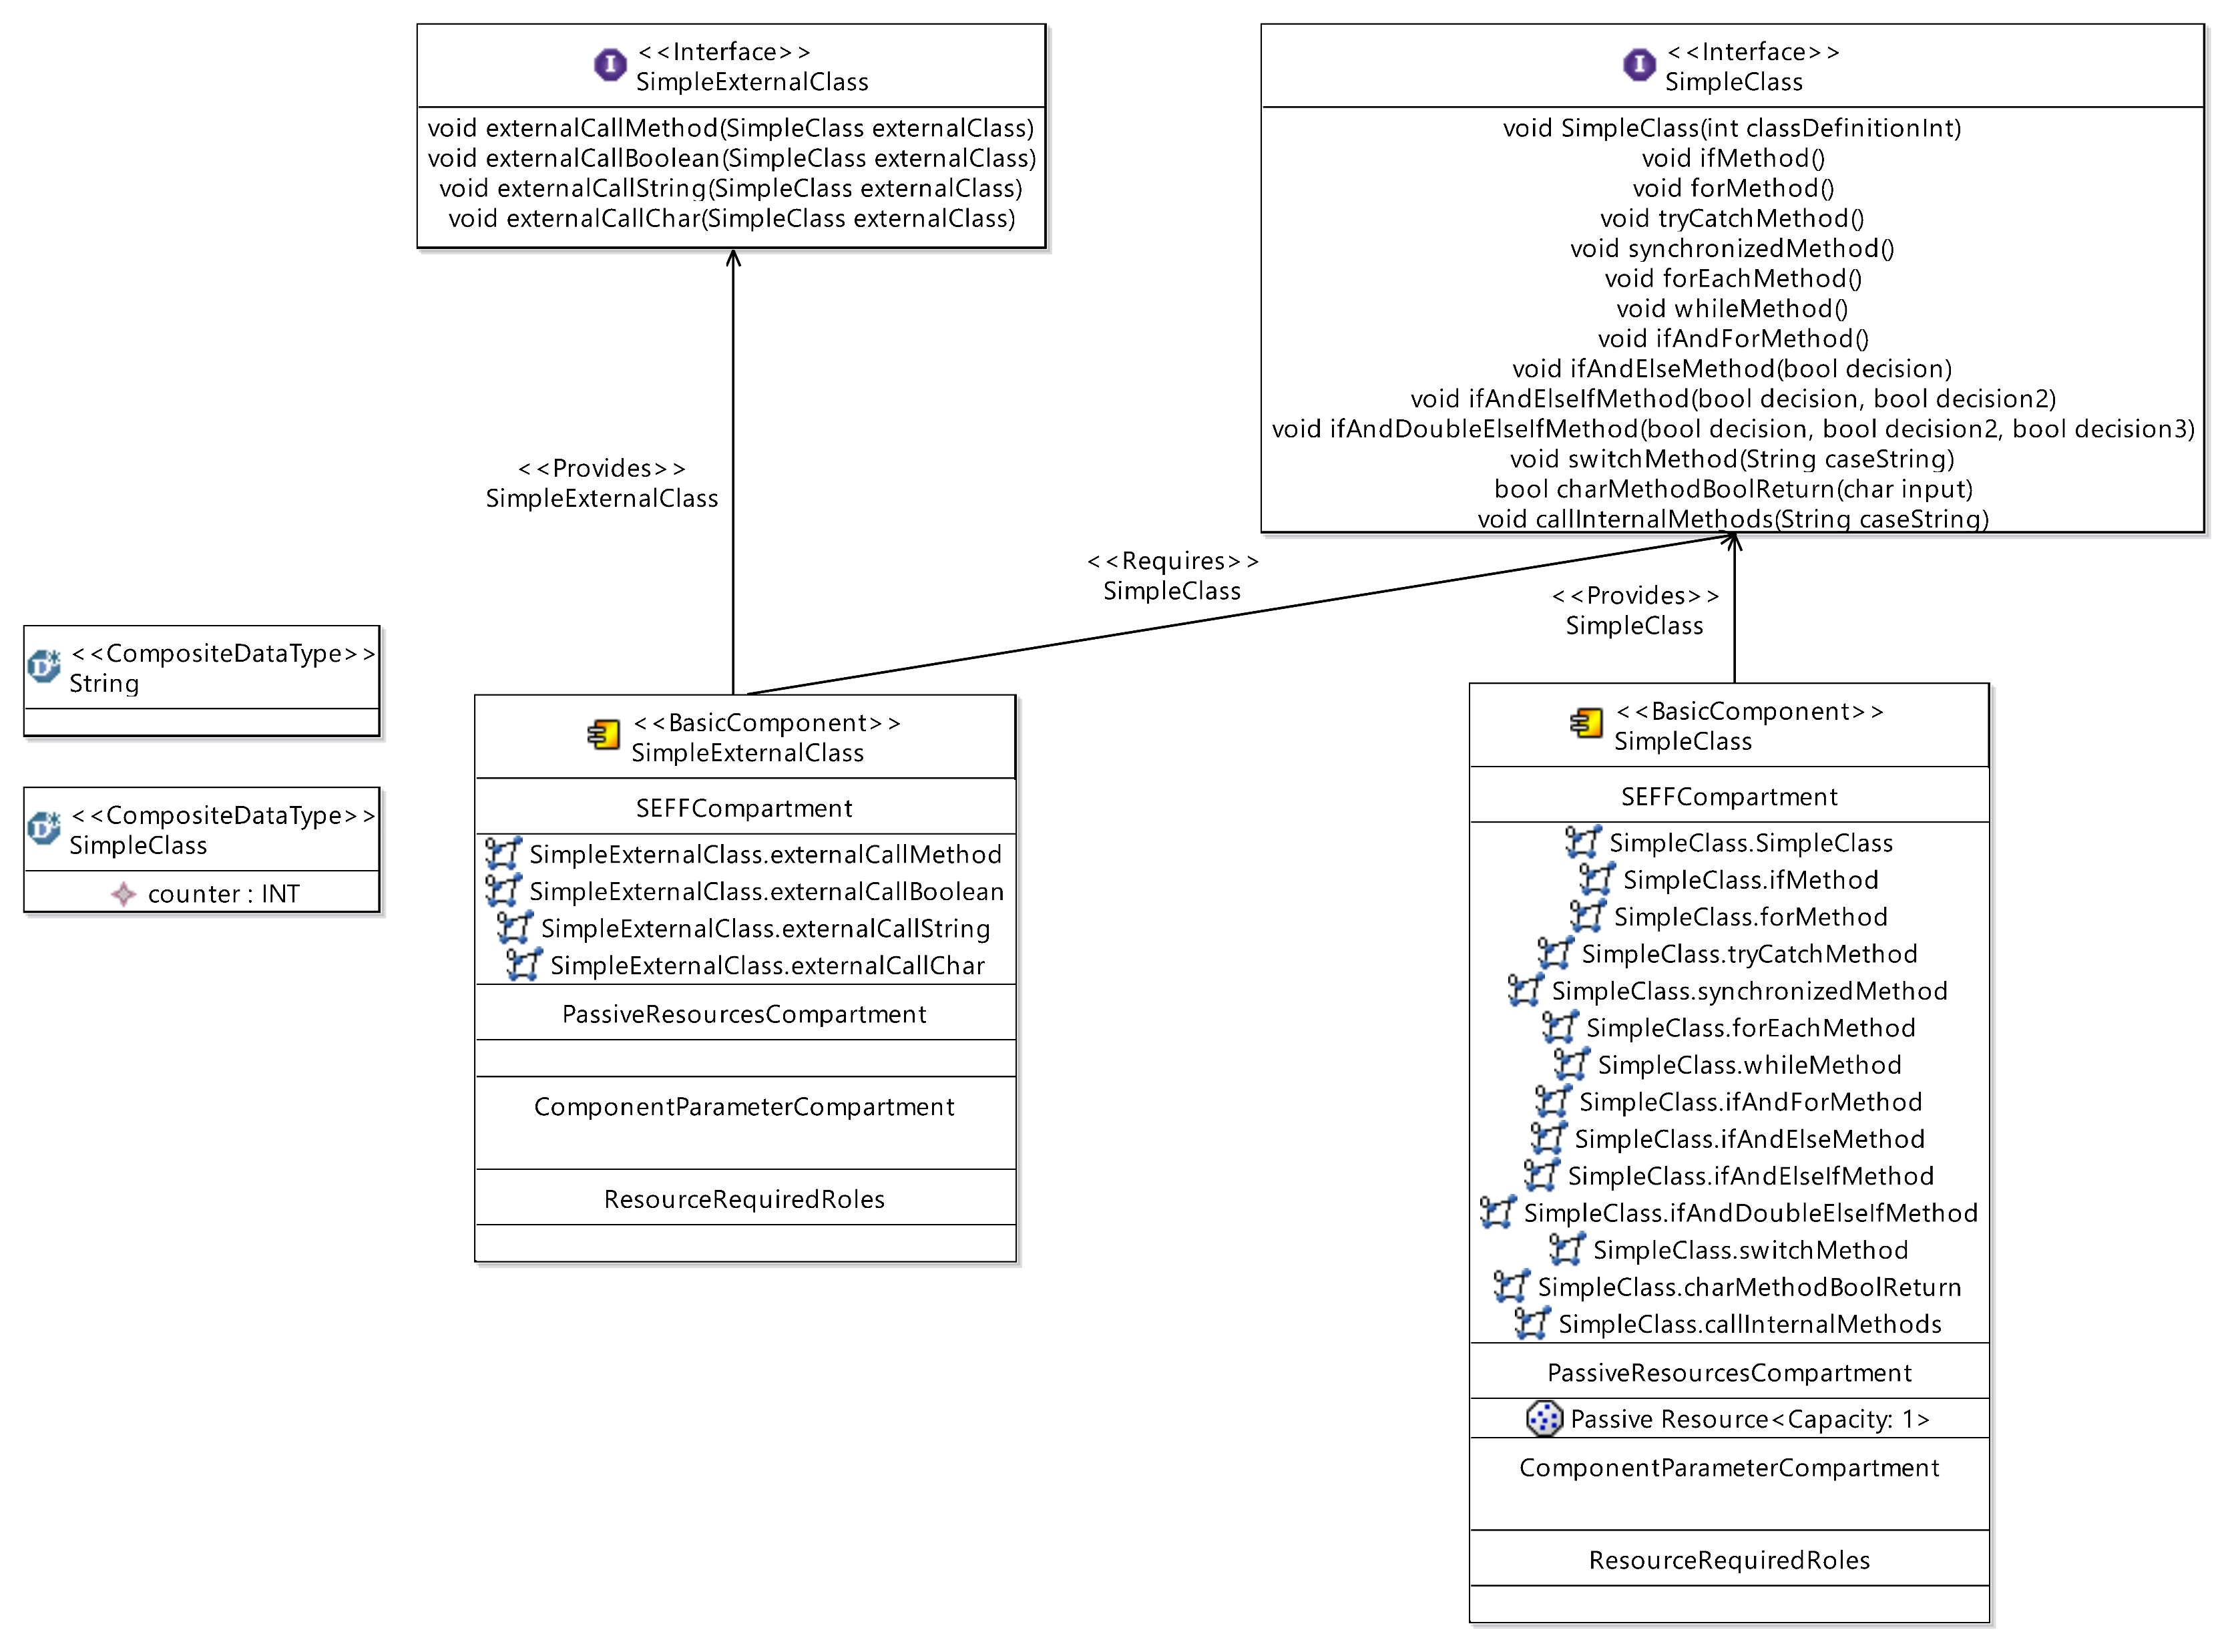 <<Interface>>
SimpleExternalClass
void externalCallMethod(SimpleClass externalClass)
void externalCallBoolean(SimpleClass externalClass)
void externalCallString(SimpleClass externalClass)
void externalCallChar(SimpleClass externalClass)
<<Interface>>
SimpleClass
void SimpleClass(int classDefinitionInt)
void ifMethod()
void forMethod()
void tryCatchMethod()
void synchronizedMethod()
void forEachMethod()
void whileMethod()
void ifAndForMethod()
void ifAndElseMethod(bool decision)
void ifAndElseIfMethod(bool decision, bool decision2)
void ifAndDoubleElseIfMethod(bool decision, bool decision2, bool decision3)
void switchMethod(String caseString)
bool charMethodBoolReturn(char input)
void callInternalMethods(String caseString)
<<Provides>>
SimpleExternalClass
<<Requires>>
SimpleClass
<<Provides>>
SimpleClass
<<CompositeDataType>>
String
<<CompositeDataType>>
SimpleClass
counter : INT
<<BasicComponent>>
SimpleExternalClass
SEFFCompartment
SimpleExternalClass.externalCallMethod
SimpleExternalClass.externalCallBoolean
SimpleExternalClass.externalCallString
SimpleExternalClass.externalCallChar
PassiveResourcesCompartment
ComponentParameterCompartment
ResourceRequiredRoles
<<BasicComponent>>
SimpleClass
SEFFCompartment
SimpleClass.SimpleClass
SimpleClass.ifMethod
SimpleClass.forMethod
SimpleClass.tryCatchMethod
SimpleClass.synchronizedMethod
SimpleClass.forEachMethod
SimpleClass.whileMethod
SimpleClass.ifAndForMethod
SimpleClass.ifAndElseMethod
SimpleClass.ifAndElseIfMethod
SimpleClass.ifAndDoubleElseIfMethod
SimpleClass.switchMethod
SimpleClass.charMethodBoolReturn
SimpleClass.callInternalMethods
PassiveResourcesCompartment
Passive Resource<Capacity: 1>
ComponentParameterCompartment
ResourceRequiredRoles